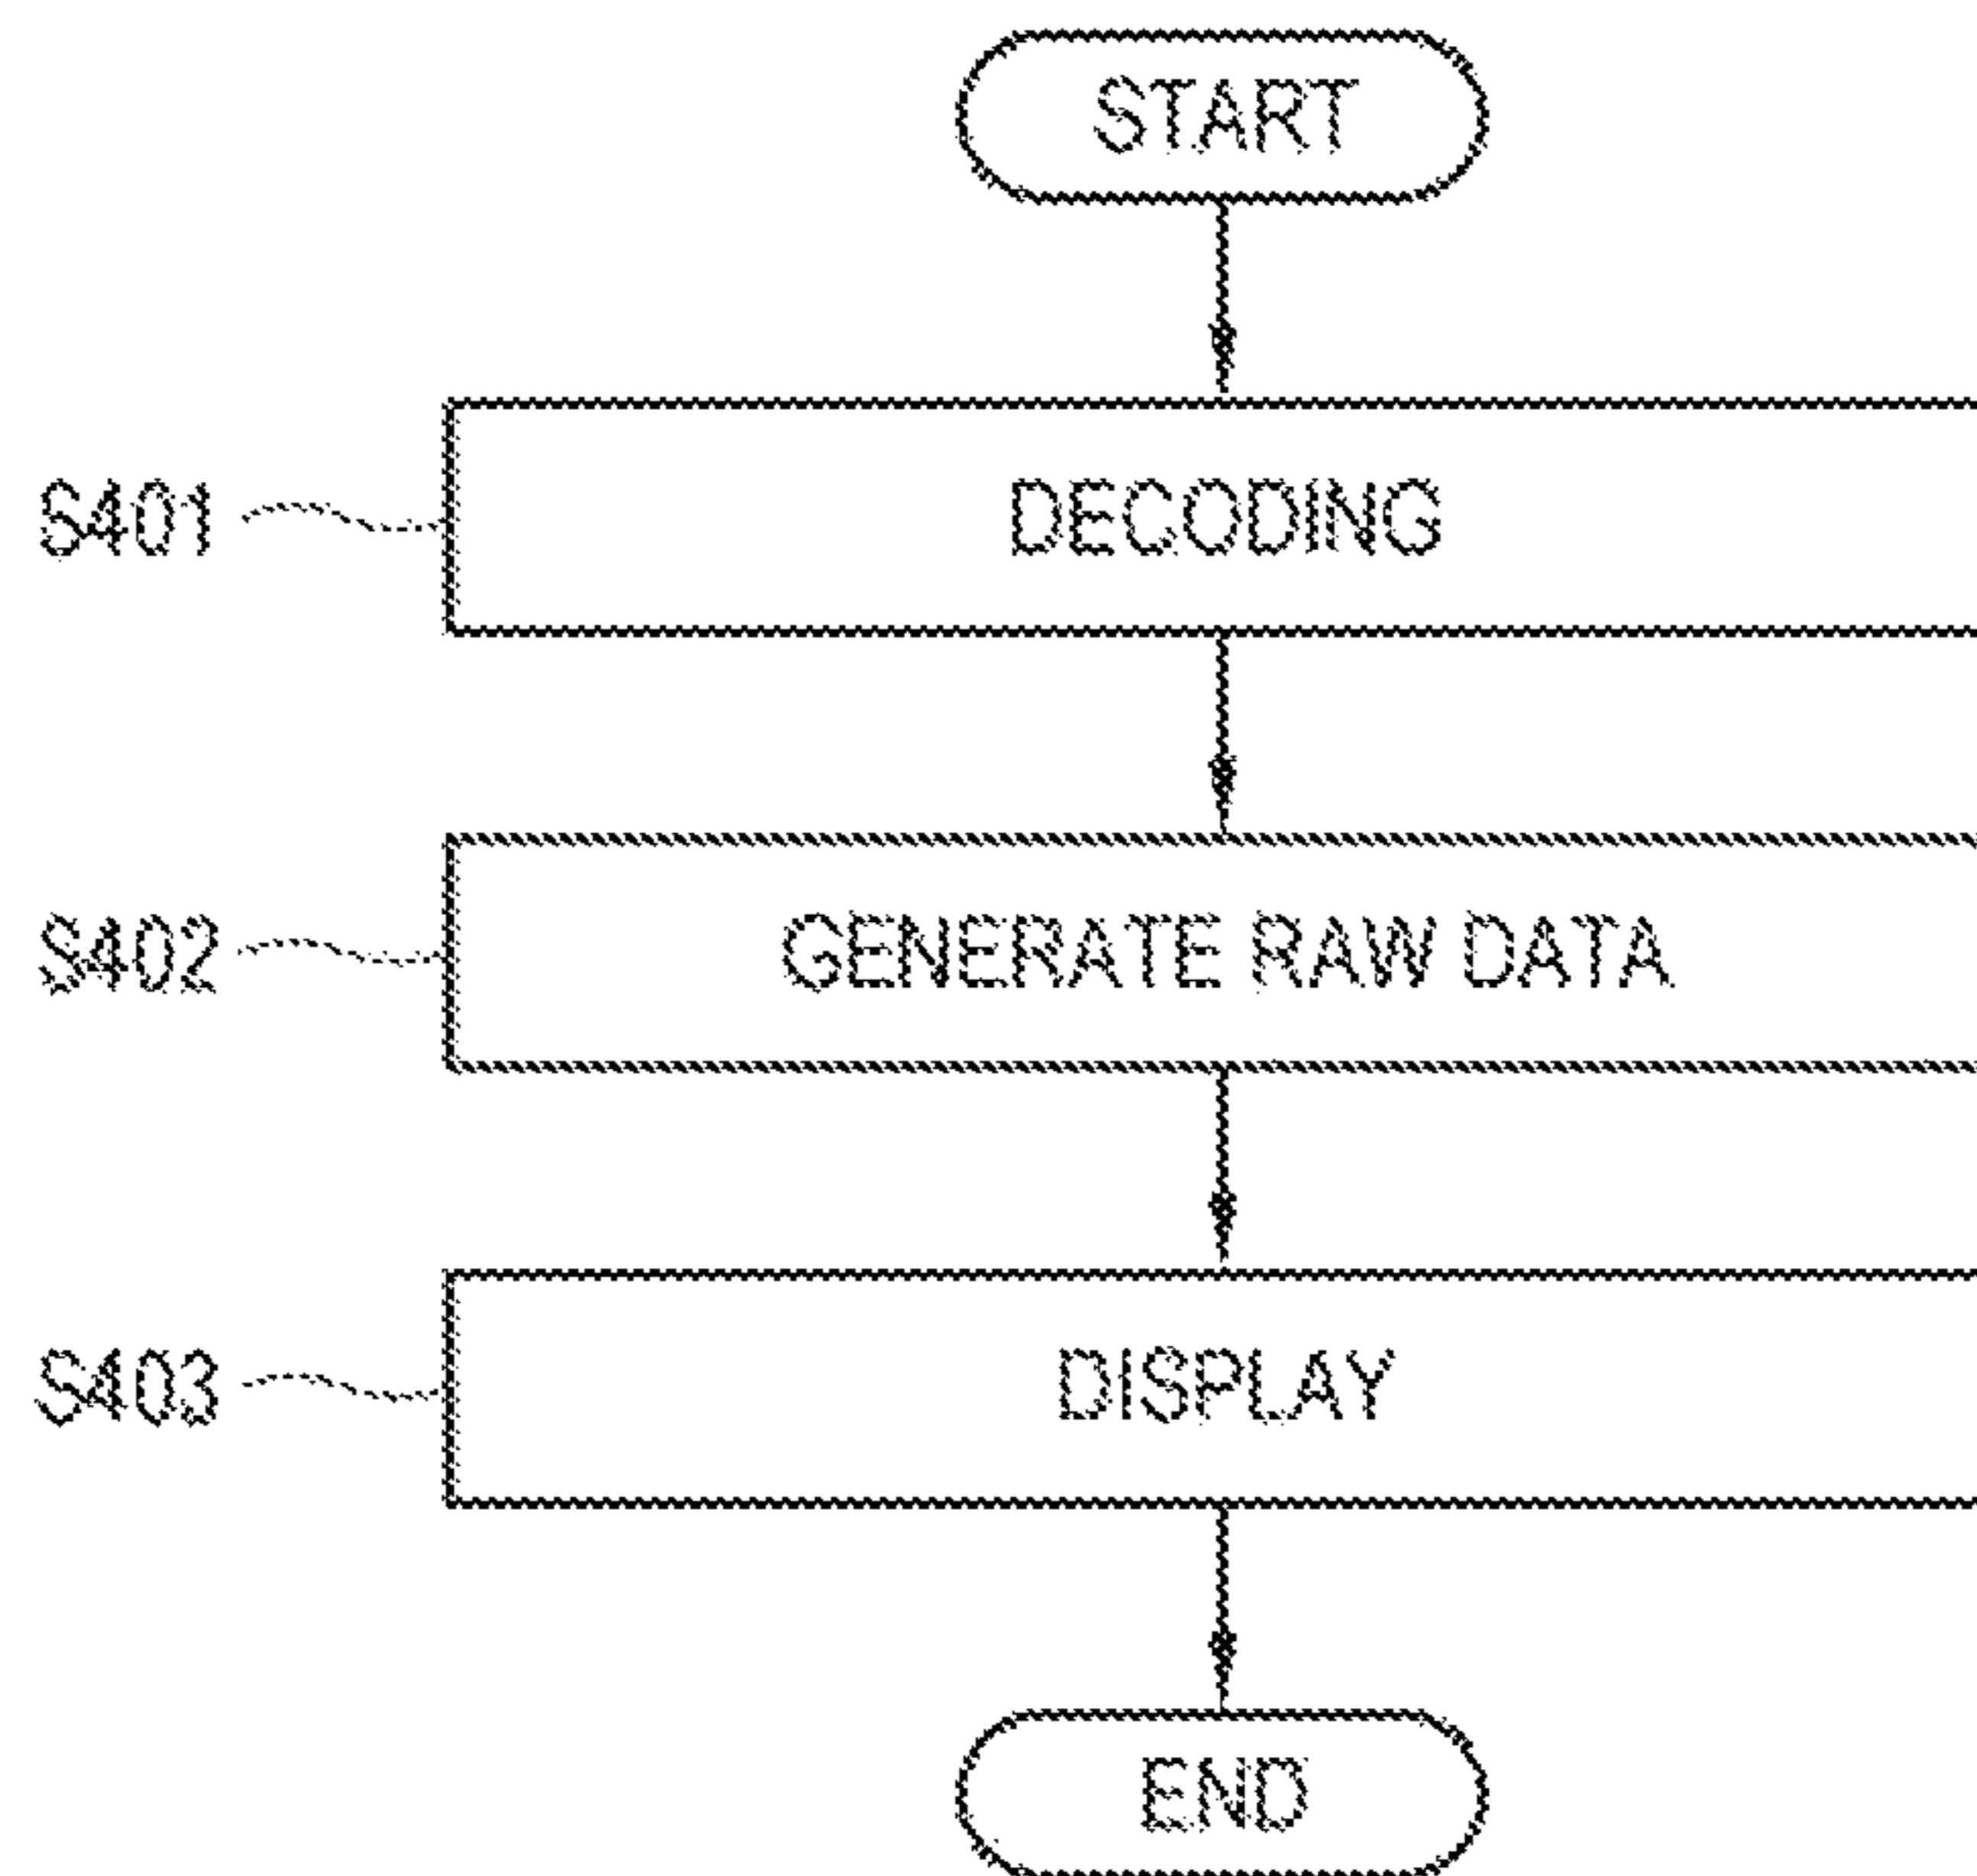 START
S401 DECODING
S402 GENERATE RAW DATA
S403 DISPLAY
END